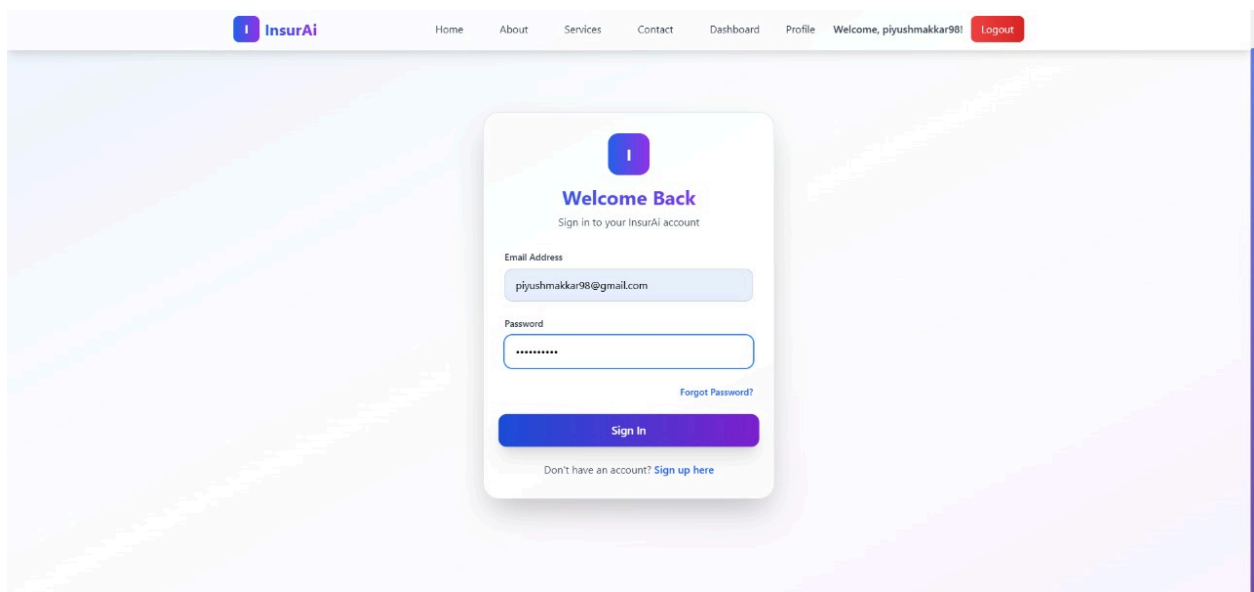 I InsurAi Home About Services Contact Dashboard Profile Welcome, piyushmakkar98! Logout
I
Welcome Back
Sign in to your InsurAi account
Email Address
piyushmakkar98@gmail.com
Password
••••••••••
Forgot Password?
Sign In
Don't have an account? Sign up here